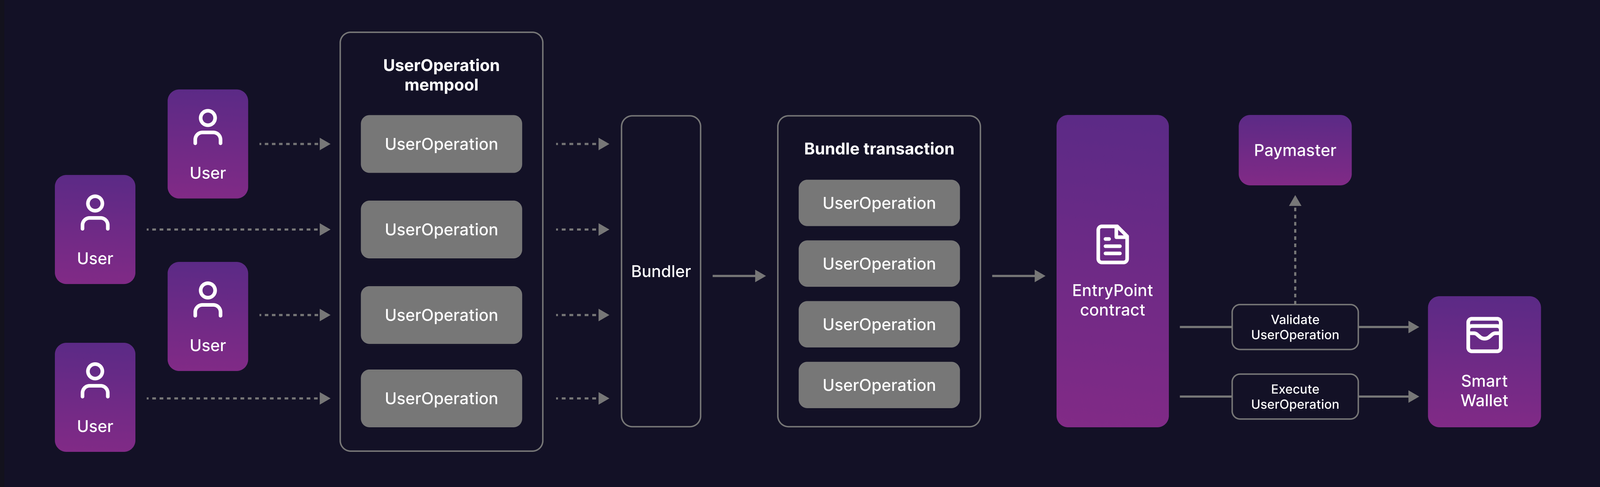 User
User
User
User
UserOperation
mempool
UserOperation
UserOperation
UserOperation
UserOperation
Bundler
Bundle transaction
UserOperation
UserOperation
UserOperation
UserOperation
EntryPoint
contract
Paymaster
Validate
UserOperation
Execute
UserOperation
Smart
Wallet